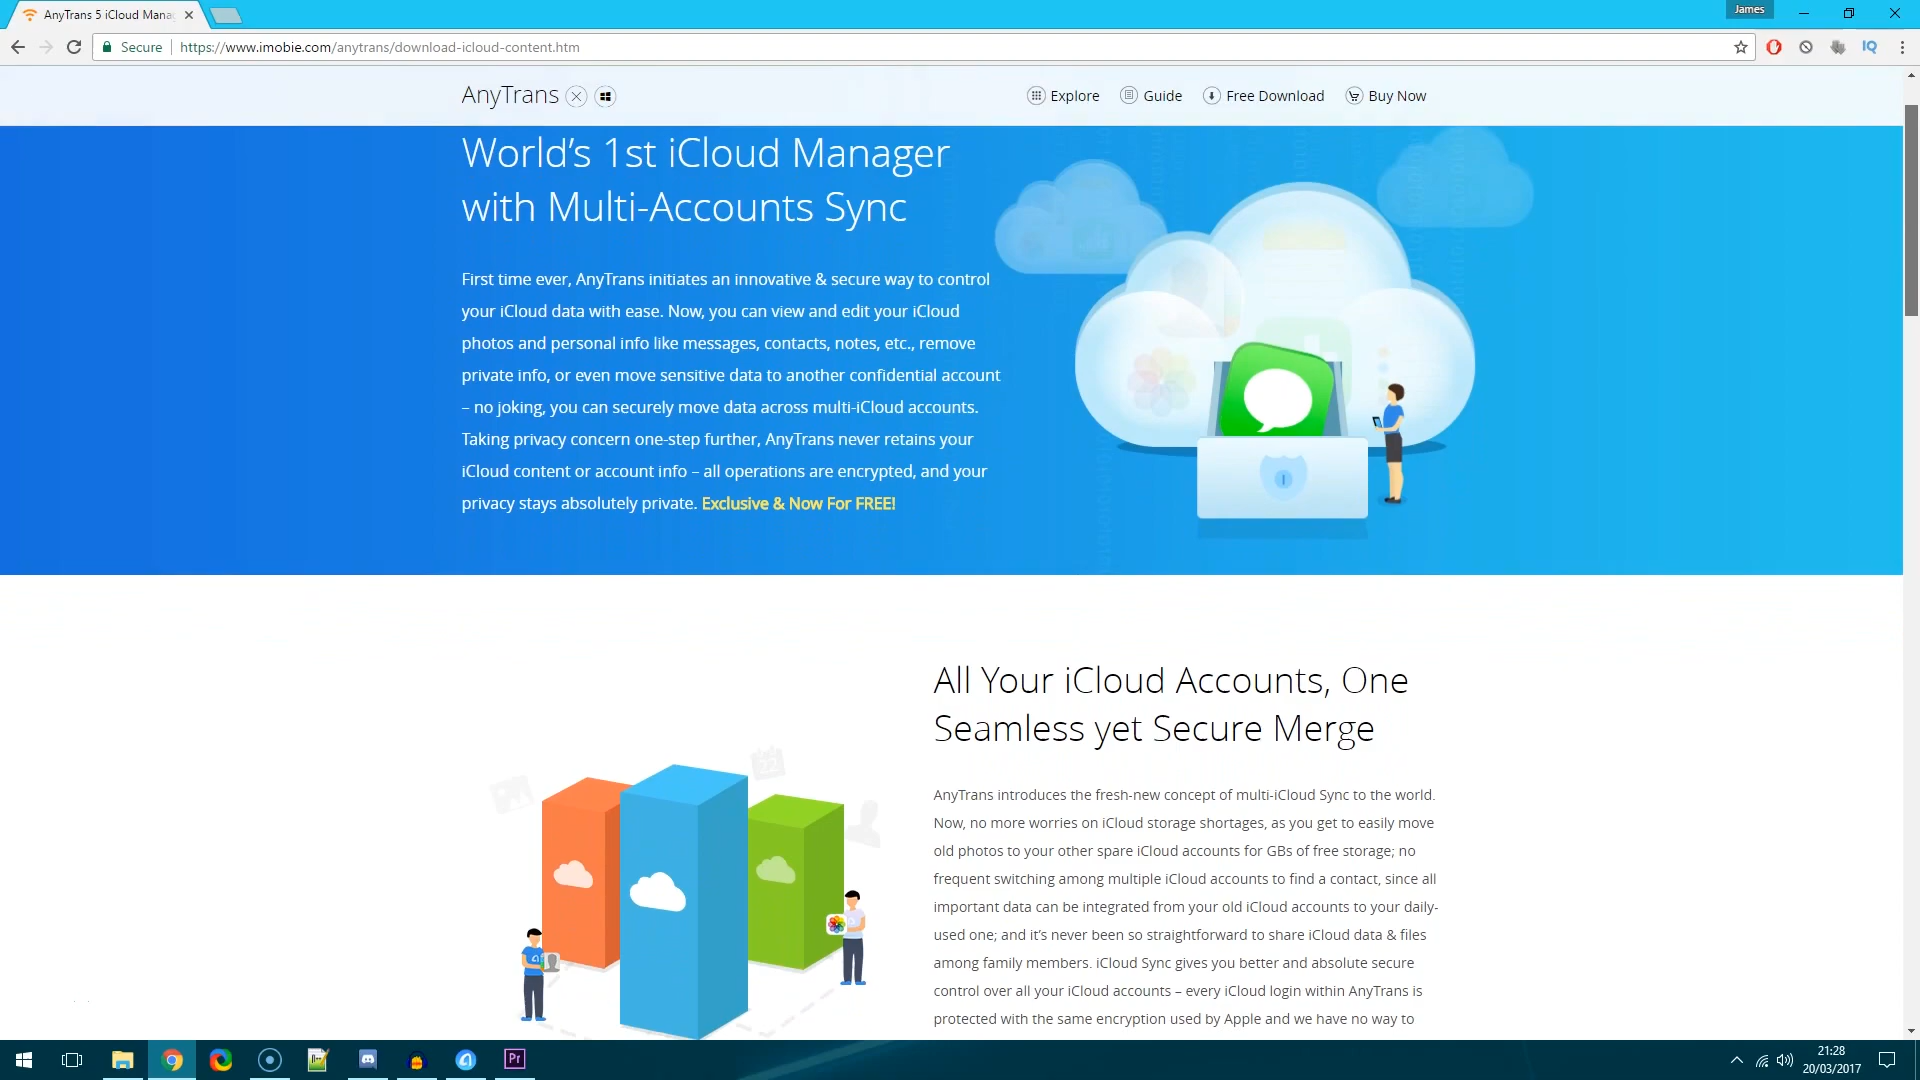 AnyTrans 5 iCloud Mana
James
Secure
https://www.imobie.com/anytrans/download-icloud-content.htm
IQ
AnyTrans
Explore
Guide
Free Download
Buy Now
World’s 1st iCloud Manager
with Multi-Accounts Sync
First time ever, AnyTrans initiates an innovative & secure way to control
your iCloud data with ease. Now, you can view and edit your iCloud
photos and personal info like messages, contacts, notes, etc., remove
private info, or even move sensitive data to another confidential account
– no joking, you can securely move data across multi-iCloud accounts.
Taking privacy concern one-step further, AnyTrans never retains your
iCloud content or account info – all operations are encrypted, and your
privacy stays absolutely private. Exclusive & Now For FREE!
22
All Your iCloud Accounts, One
Seamless yet Secure Merge
AnyTrans introduces the fresh-new concept of multi-iCloud Sync to the world.
Now, no more worries on iCloud storage shortages, as you get to easily move
old photos to your other spare iCloud accounts for GBs of free storage; no
frequent switching among multiple iCloud accounts to find a contact, since all
important data can be integrated from your old iCloud accounts to your daily-
used one; and it’s never been so straightforward to share iCloud data & files
among family members. iCloud Sync gives you better and absolute secure
control over all your iCloud accounts – every iCloud login within AnyTrans is
protected with the same encryption used by Apple and we have no way to
Pr
21:28
20/03/2017